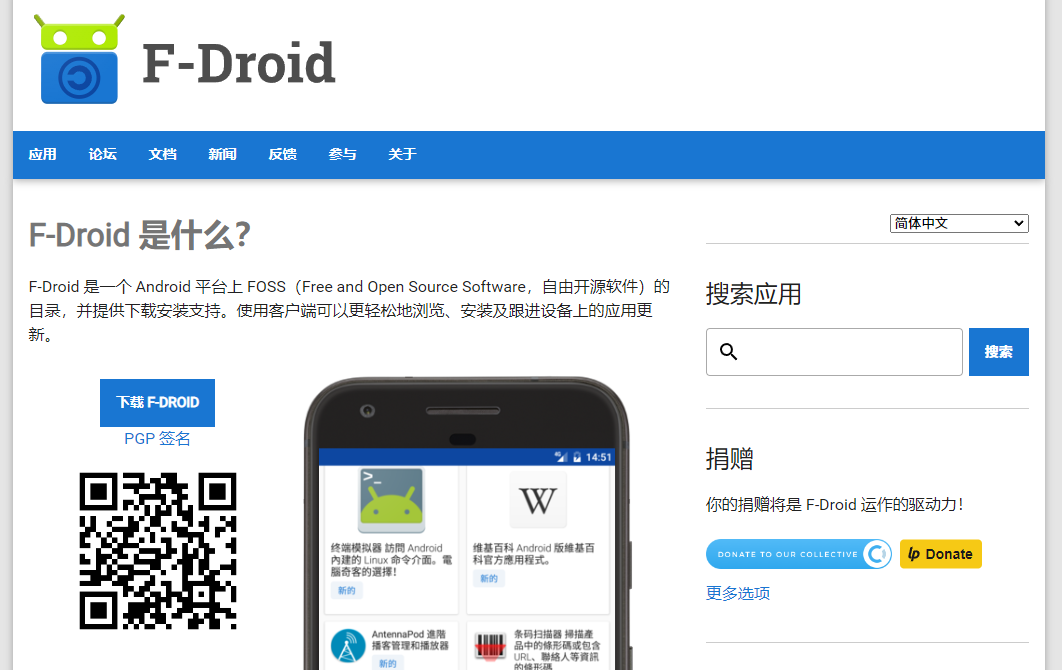 F-Droid
应用 论坛 文档 新闻 反馈 参与 关于
F-Droid 是什么？
F-Droid 是一个 Android 平台上 FOSS（Free and Open Source Software，自由开源软件）的
目录，并提供下载安装支持。使用客户端可以更轻松地浏览、安装及跟进设备上的应用更
新。
下载 F-DROID
PGP 签名
14:51
终端模拟器 訪問 Android
內建的 Linux 命令介面。電
腦奇客的選擇！
新的
W
维基百科 Android 版維基百
科官方應用程式。
新的
AntennaPod 進階
播客管理和播放器
新的
条码扫描器 掃描產
品中的條形碼或包含
URL、聯絡人等資訊
的條形碼
简体中文
搜索应用
搜索
捐赠
你的捐赠将是 F-Droid 运作的驱动力！
DONATE TO OUR COLLECTIVE
lp Donate
更多选项